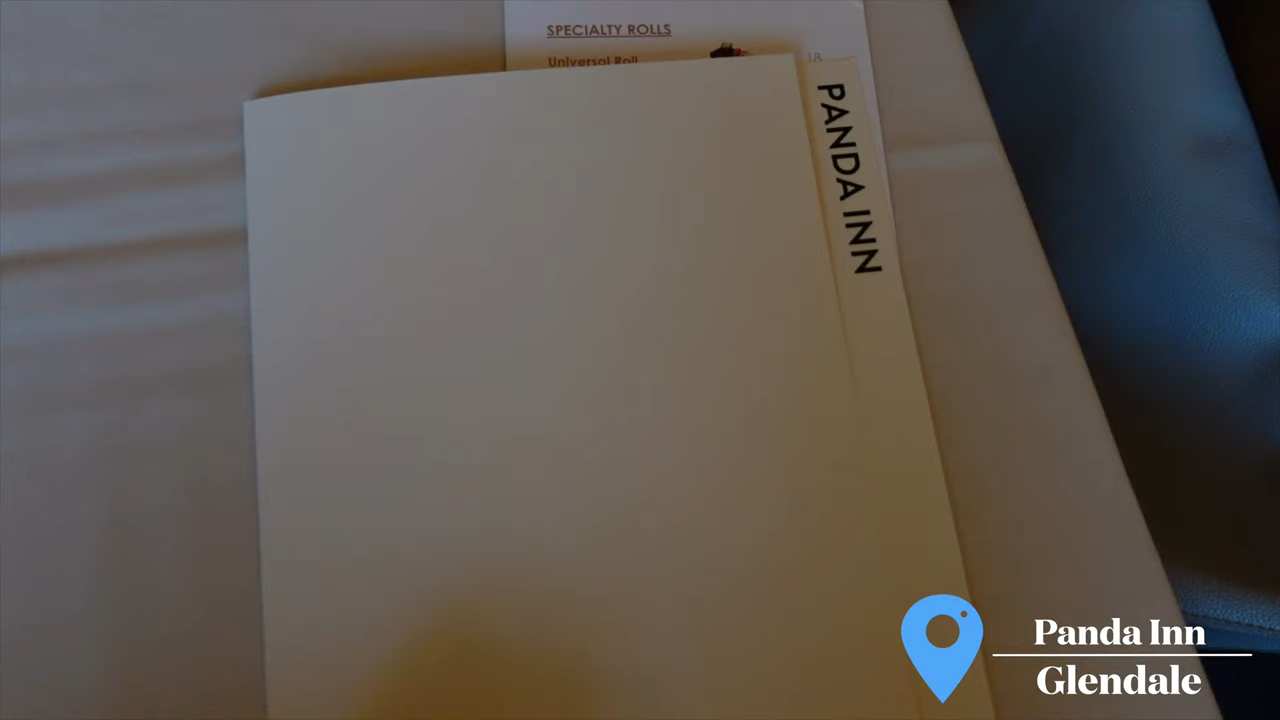 SPECIALTY ROLLS
Universal Roll
18
PANDA INN
Panda Inn
Glendale